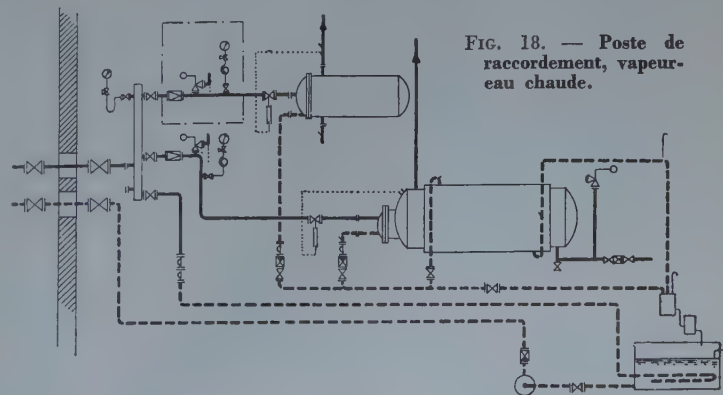 FIG. 18. — Poste de
raccordement, vapeur-
eau chaude.